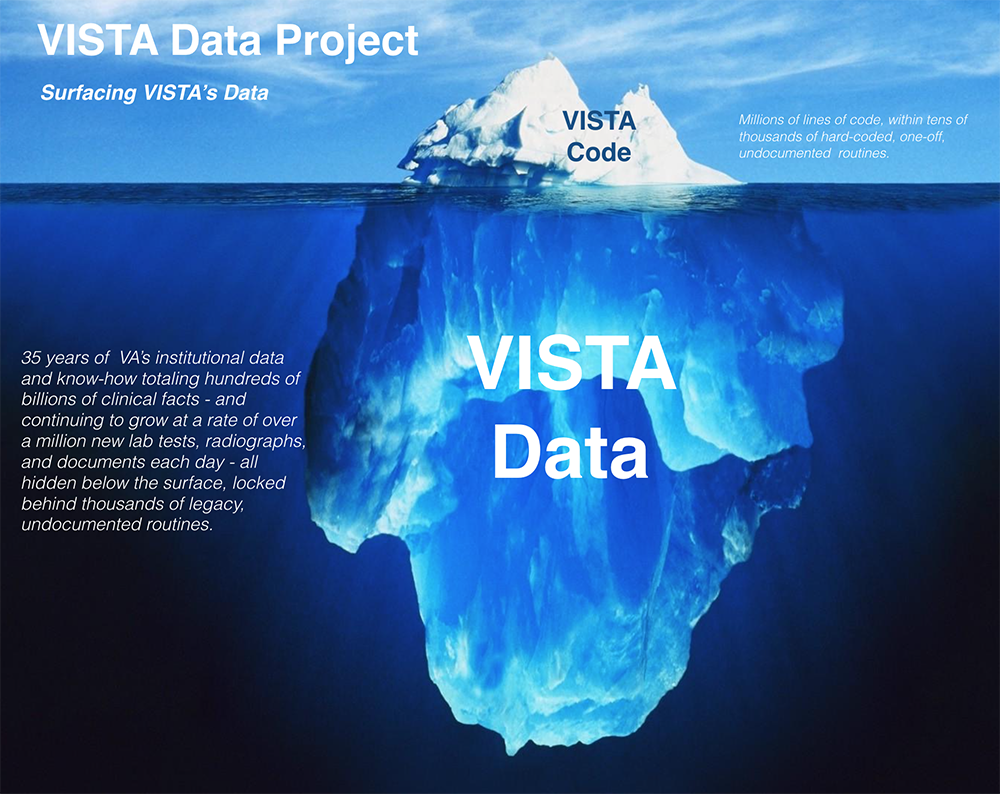 VISTA Data Project
Surfacing VISTA's Data
VISTA
Code
Millions of lines of code, within tens of
thousands of hard-coded, one-off,
undocumented routines.
35 years of VA's institutional data
and know-how totaling hundreds of
billions of clinical facts - and
continuing to grow at a rate of over
a million new lab tests, radiographs,
and documents each day - all
hidden below the surface, locked
behind thousands of legacy,
undocumented routines.
VISTA
Data